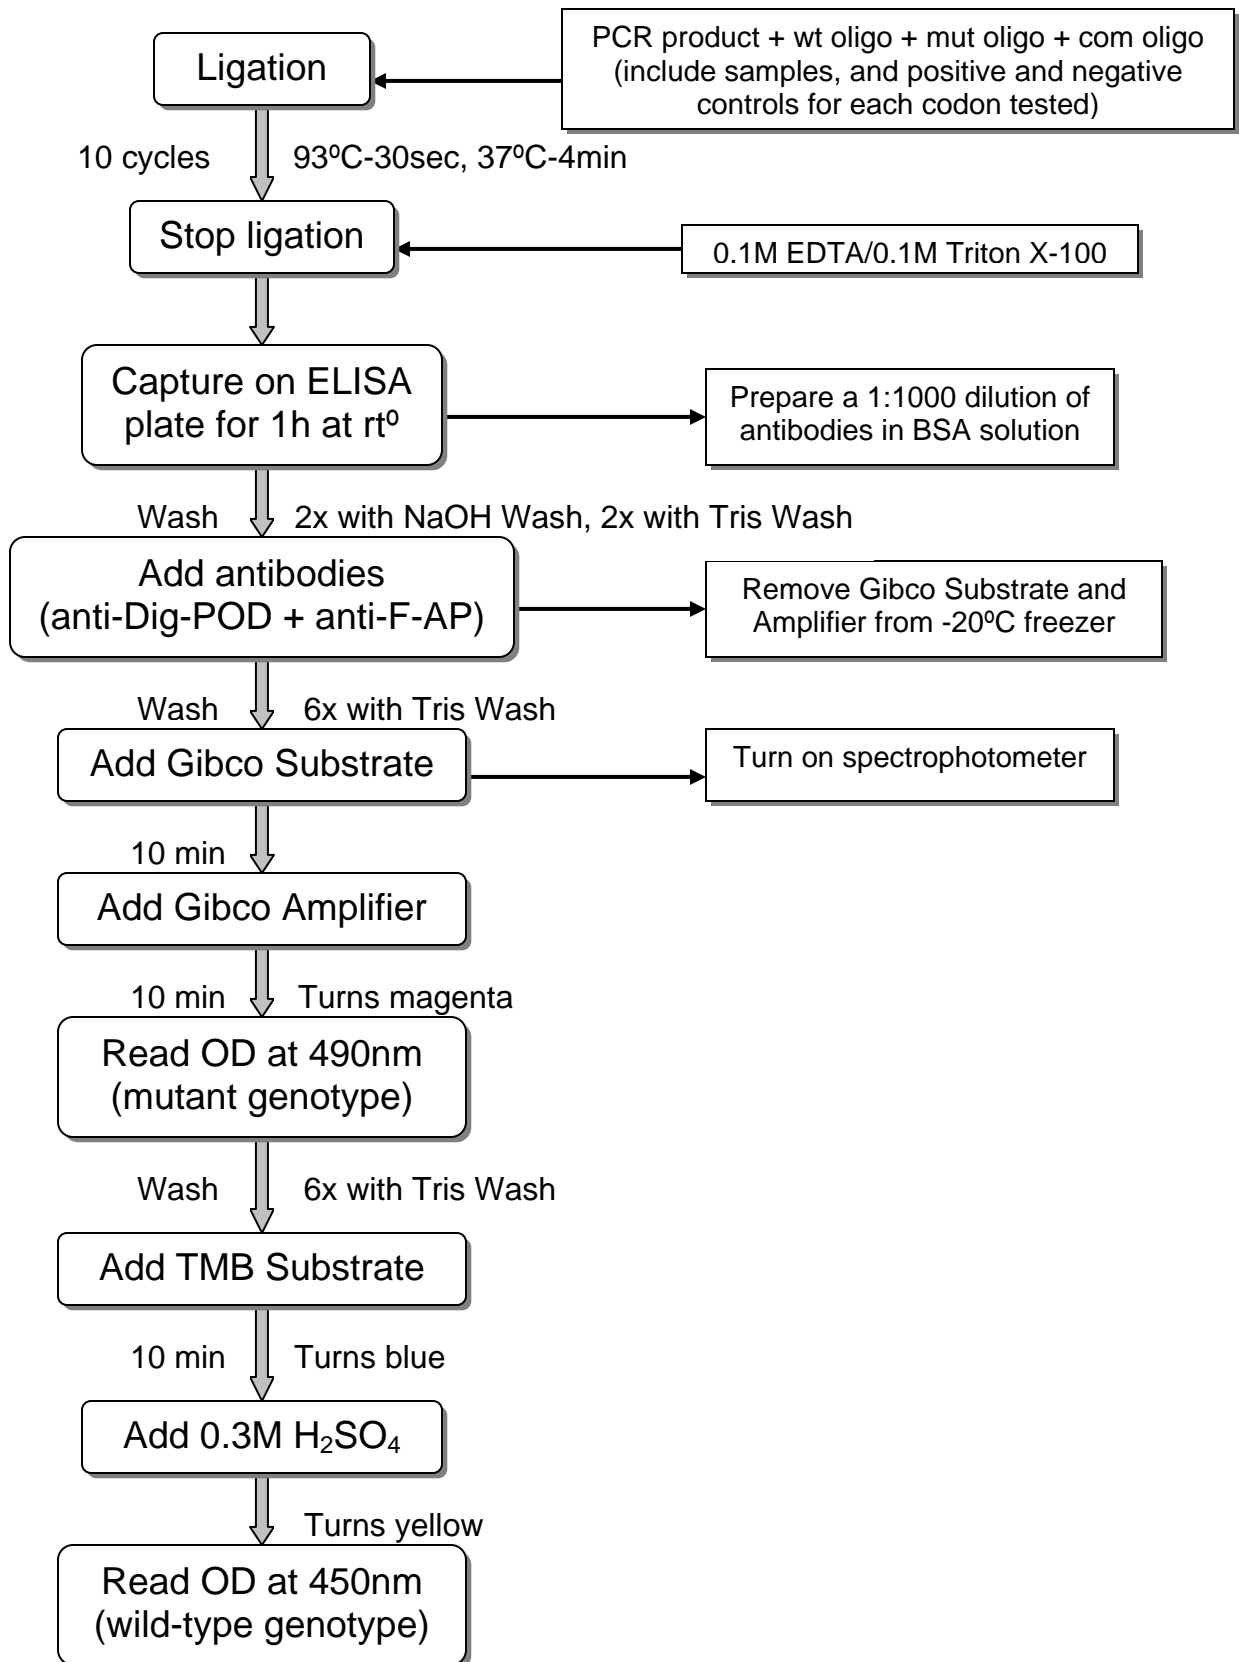 Ligation
PCR product + wt oligo + mut oligo + com oligo
(include samples, and positive and negative
controls for each codon tested)
10 cycles 93ºC-30sec, 37ºC-4min
Stop ligation
0.1M EDTA/0.1M Triton X-100
Capture on ELISA
plate for 1h at rtº
Prepare a 1:1000 dilution of
antibodies in BSA solution
Wash 2x with NaOH Wash, 2x with Tris Wash
Add antibodies
(anti-Dig-POD + anti-F-AP)
Remove Gibco Substrate and
Amplifier from -20ºC freezer
Wash 6x with Tris Wash
Add Gibco Substrate
Turn on spectrophotometer
10 min
Add Gibco Amplifier
10 min Turns magenta
Read OD at 490nm
(mutant genotype)
Wash 6x with Tris Wash
Add TMB Substrate
10 min Turns blue
Add 0.3M H₂SO₄
Turns yellow
Read OD at 450nm
(wild-type genotype)